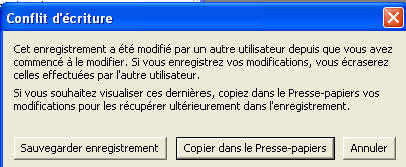 Conflit d'écriture
Cet enregistrement a été modifié par un autre utilisateur depuis que vous avez
commencé à le modifier. Si vous enregistrez vos modifications, vous écraserez
celles effectuées par l'autre utilisateur.
Si vous souhaitez visualiser ces dernières, copiez dans le Presse-papiers vos
modifications pour les récupérer ultérieurement dans l'enregistrement.
Sauvegarder enregistrement Copier dans le Presse-papiers Annuler